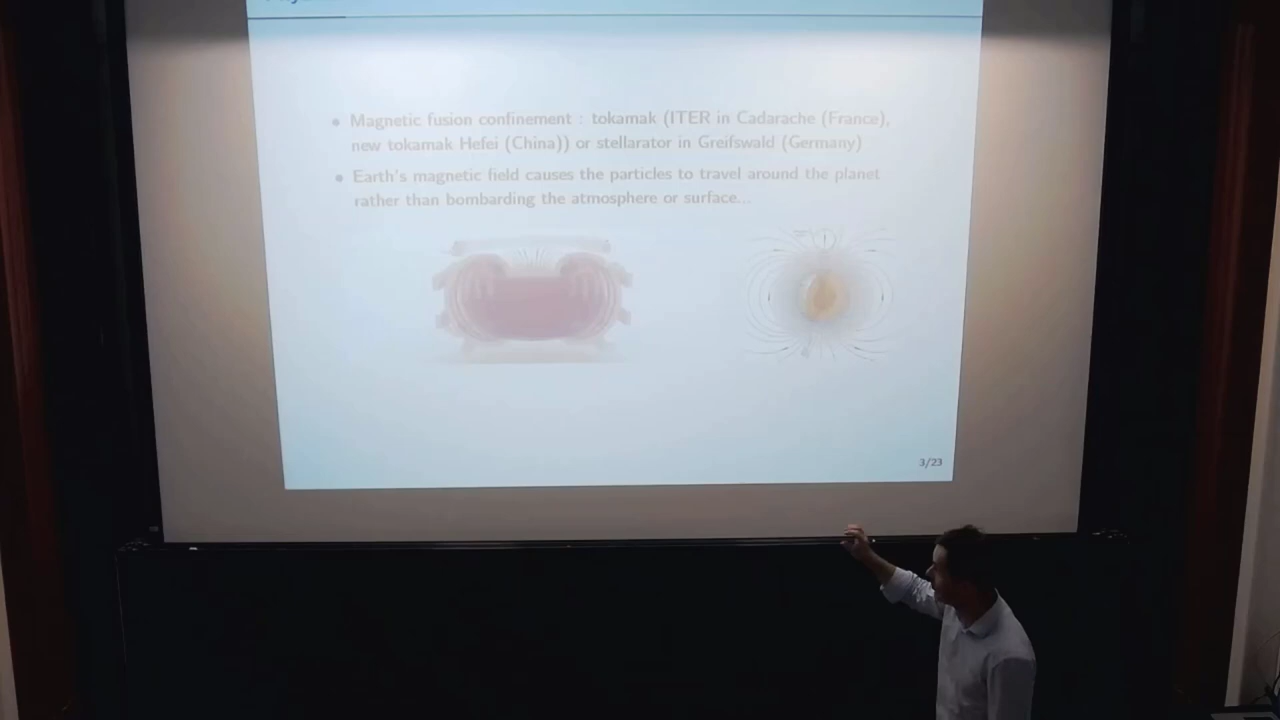 • Magnetic fusion confinement : tokamak (ITER in Cadarache (France),
new tokamak Hefei (China)) or stellarator in Greifswald (Germany)
• Earth's magnetic field causes the particles to travel around the planet
rather than bombarding the atmosphere or surface...
3/23